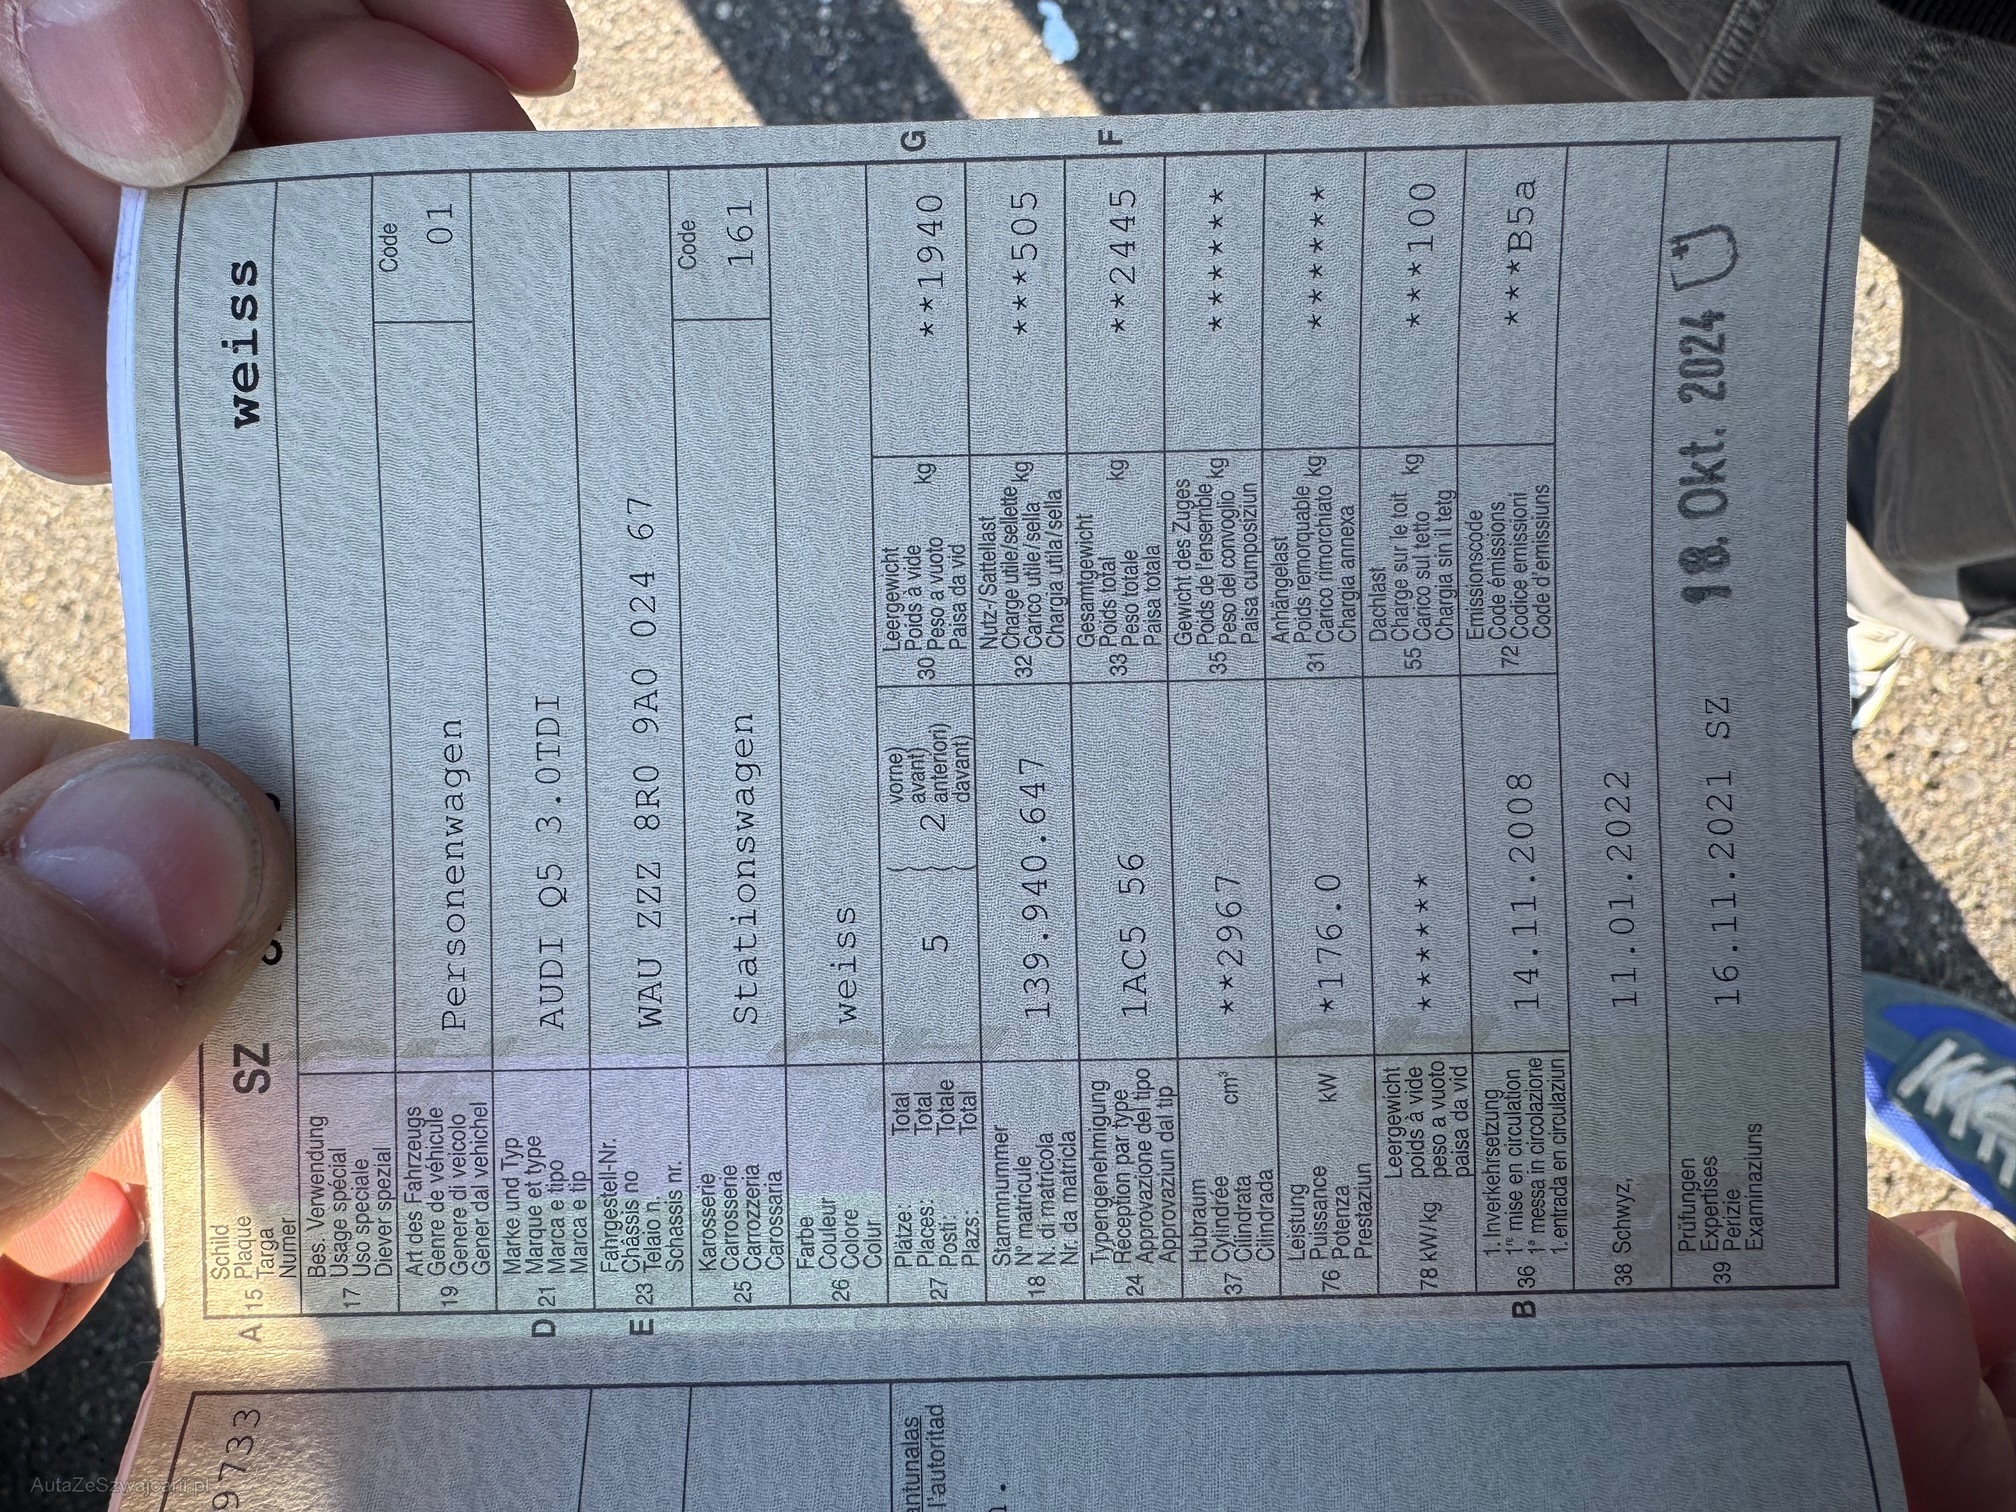 A
15
Schild
Plaque
Targa
Numer
SZ
weiss
17
Bes. Verwendung
Usage spécial
Uso speciale
Diever spezial
19
Art des Fahrzeugs
Genre de véhicule
Genere di veicolo
Gener dal vehichel
Personenwagen
Code
01
D
21
Marke und Typ
Marque et type
Marca e tipo
Marca e tip
AUDI Q5 3.0TDI
E
23
Fahrgestell-Nr.
Châssis no
Telaio n.
Schassis nr.
WAU ZZZ 8R0 9A0 024 67
25
Karosserie
Carrosserie
Carrozzeria
Carossaria
Stationswagen
Code
161
26
Farbe
Couleur
Colore
Colur
weiss
27
Plätze: Total
Places: Total
Posti: Totale
Plazs: Total
5
2
vorne)
avant)
anteriori)
davant)
30
Leergewicht
Poids à vide
Peso a vuoto
Paisa da vid
kg
**1940
G
18
Stammnummer
N° matricule
N. di matricola
Nr. da matricla
139.940.647
32
Nutz-/Sattellast
Charge utile/sellette
Carico utile/sella
Chargia utila/sella
kg
***505
24
Typengenehmigung
Réception par type
Approvazione del tipo
Approvaziun dal tip
1AC5 56
33
Gesamtgewicht
Poids total
Peso totale
Paisa totala
kg
**2445
F
37
Hubraum
Cylindrée
Cilindrata
Cilindrada
cm³
**2967
35
Gewicht des Zuges
Poids de l'ensemble
Peso del convoglio
Paisa cumposiziun
kg
******
76
Leistung
Puissance
Potenza
Prestaziun
kW
*176.0
31
Anhängelast
Poids remorquable
Carico rimorchiato
Chargia annexa
kg
******
78 kW/kg
Leergewicht
poids à vide
peso a vuoto
paisa da vid
******
55
Dachlast
Charge sur le toit
Carico sul tetto
Chargia sin il tetg
kg
***100
B
36
1. Inverkehrsetzung
1re mise en circulation
1a messa in circolazione
1. entrada en circulaziun
14.11.2008
72
Emissionscode
Code émissions
Codice emissioni
Code d'emissiuns
***B5a
38 Schwyz,
11.01.2022
39
Prüfungen
Expertises
Perizie
Examinaziuns
16.11.2021 SZ
18. Okt. 2024
9733
antunalas
l'autoritad
AutaZeSzwajcarii.pl